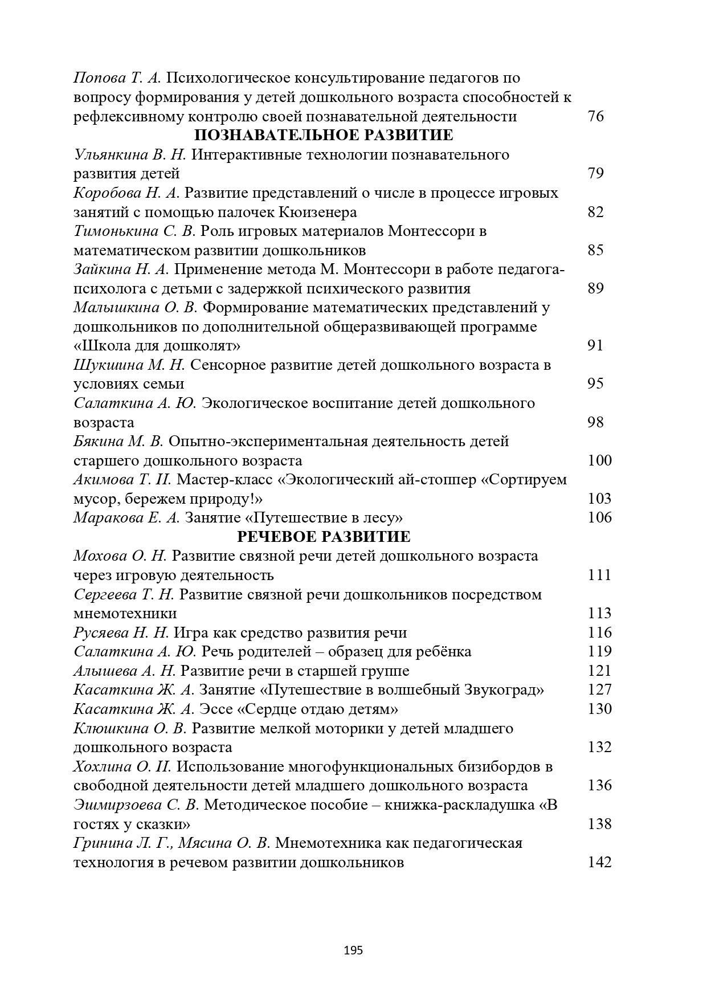 Попова Т. А. Психологическое консультирование педагогов по
вопросу формирования у детей дошкольного возраста способностей к
рефлексивному контролю своей познавательной деятельности 76
ПОЗНАВАТЕЛЬНОЕ РАЗВИТИЕ
Ульянкина В. Н. Интерактивные технологии познавательного
развития детей 79
Коробова Н. А. Развитие представлений о числе в процессе игровых
занятий с помощью палочек Кюизенера 82
Тимонькина С. В. Роль игровых материалов Монтессори в
математическом развитии дошкольников 85
Зайкина Н. А. Применение метода М. Монтессори в работе педагога-
психолога с детьми с задержкой психического развития 89
Малышкина О. В. Формирование математических представлений у
дошкольников по дополнительной общеразвивающей программе
«Школа для дошколят» 91
Шукшина М. Н. Сенсорное развитие детей дошкольного возраста в
условиях семьи 95
Салаткина А. Ю. Экологическое воспитание детей дошкольного
возраста 98
Бякина М. В. Опытно-экспериментальная деятельность детей
старшего дошкольного возраста 100
Акимова Т. П. Мастер-класс «Экологический ай-стоппер «Сортируем
мусор, бережем природу!» 103
Маракова Е. А. Занятие «Путешествие в лесу» 106
РЕЧЕВОЕ РАЗВИТИЕ
Мохова О. Н. Развитие связной речи детей дошкольного возраста
через игровую деятельность 111
Сергеева Т. Н. Развитие связной речи дошкольников посредством
мнемотехники 113
Русяева Н. Н. Игра как средство развития речи 116
Салаткина А. Ю. Речь родителей – образец для ребёнка 119
Алышева А. Н. Развитие речи в старшей группе 121
Касаткина Ж. А. Занятие «Путешествие в волшебный Звукоград» 127
Касаткина Ж. А. Эссе «Сердце отдаю детям» 130
Клюшкина О. В. Развитие мелкой моторики у детей младшего
дошкольного возраста 132
Хохлина О. П. Использование многофункциональных бизибордов в
свободной деятельности детей младшего дошкольного возраста 136
Эшмирзоева С. В. Методическое пособие – книжка-раскладушка «В
гостях у сказки» 138
Гринина Л. Г., Мясина О. В. Мнемотехника как педагогическая
технология в речевом развитии дошкольников 142
195